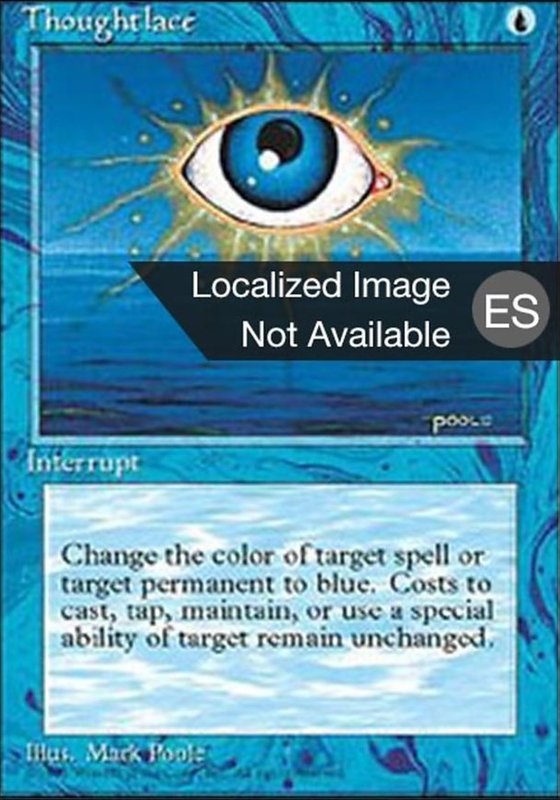 Thoughtlace
Localized Image
Not Available
ES
POOLE
Interrupt
Change the color of target spell or
target permanent to blue. Costs to
cast, tap, maintain, or use a special
ability of target remain unchanged.
Illus. Mark Poole